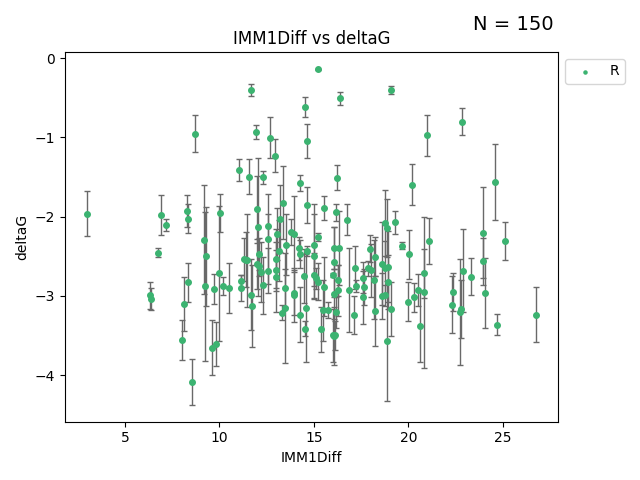 N = 150
IMM1Diff vs deltaG
R
deltaG
0
−1
−2
−3
−4
5 10 15 20 25
IMM1Diff